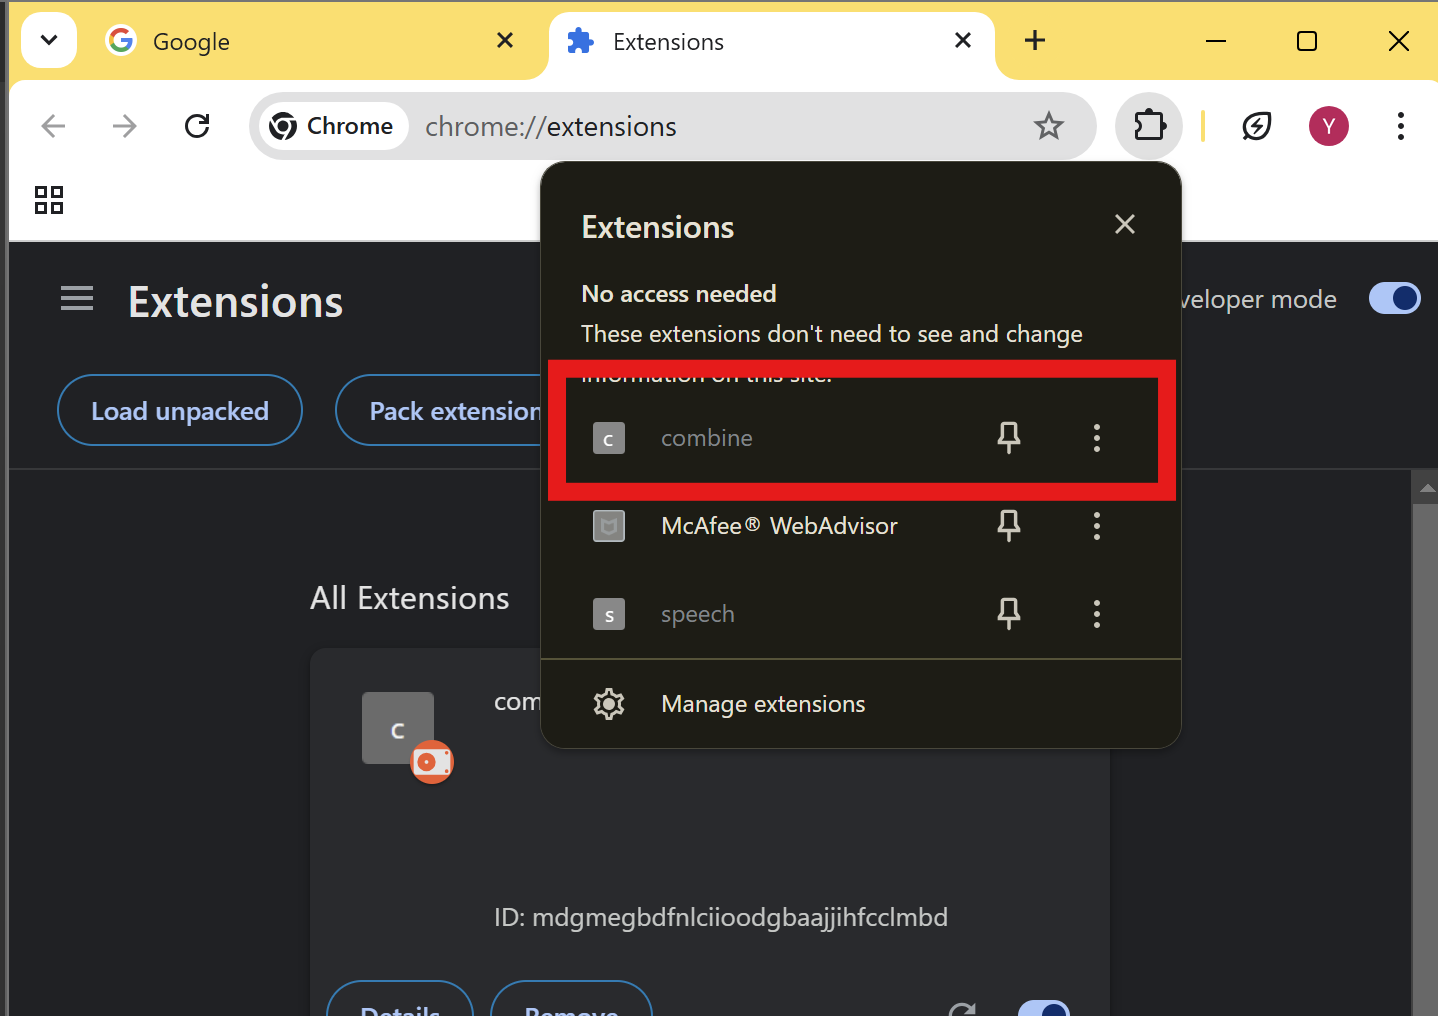 Google
Extensions
Chrome
chrome://extensions
Y
Extensions
No access needed
These extensions don't need to see and change
information on this site.
c
combine
McAfee® WebAdvisor
s
speech
Manage extensions
Extensions
veloper mode
Load unpacked
Pack extension
All Extensions
c
com
ID: mdgmegbdfnlciioodgbaajjihfcclmbd
Details
Remove